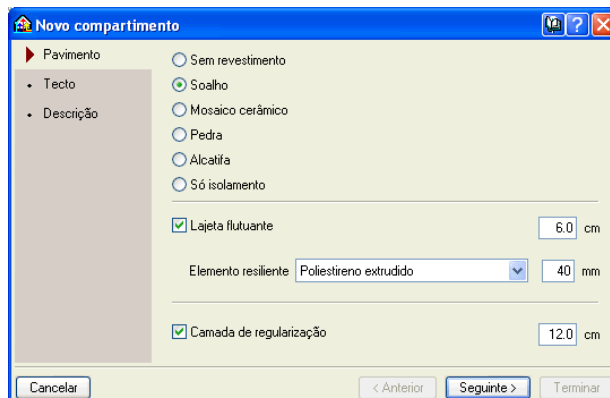 Novo compartimento
Pavimento
Tecto
Descrição
Sem revestimento
Soalho
Mosaico cerâmico
Pedra
Alcatifa
Só isolamento
Lajeta flutuante 6.0 cm
Elemento resiliente Poliestireno extrudido 40 mm
Camada de regularização 12.0 cm
Cancelar < Anterior Seguinte > Terminar